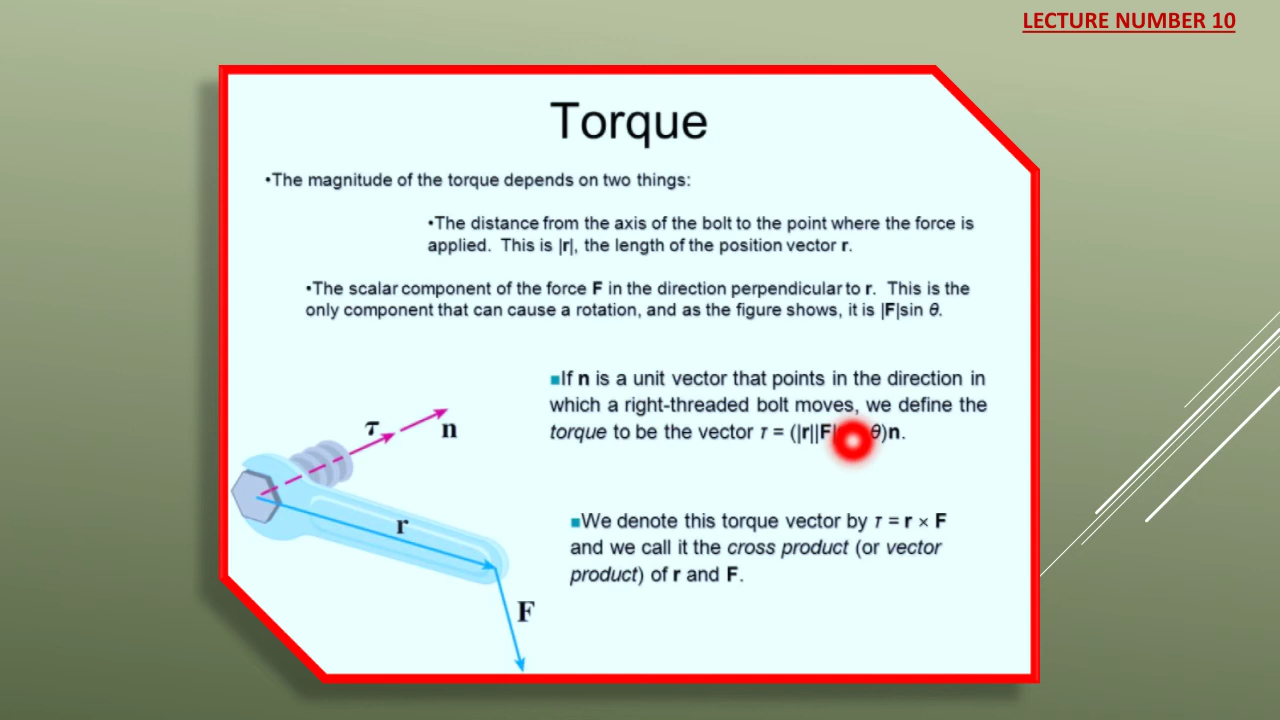 LECTURE NUMBER 10
Torque
•The magnitude of the torque depends on two things:
•The distance from the axis of the bolt to the point where the force is
applied. This is |r|, the length of the position vector r.
•The scalar component of the force F in the direction perpendicular to r. This is the
only component that can cause a rotation, and as the figure shows, it is |F|sin θ.
■If n is a unit vector that points in the direction in
which a right-threaded bolt moves, we define the
torque to be the vector τ = (|r||F| θ)n.
τ
n
r
F
■We denote this torque vector by τ = r × F
and we call it the cross product (or vector
product) of r and F.